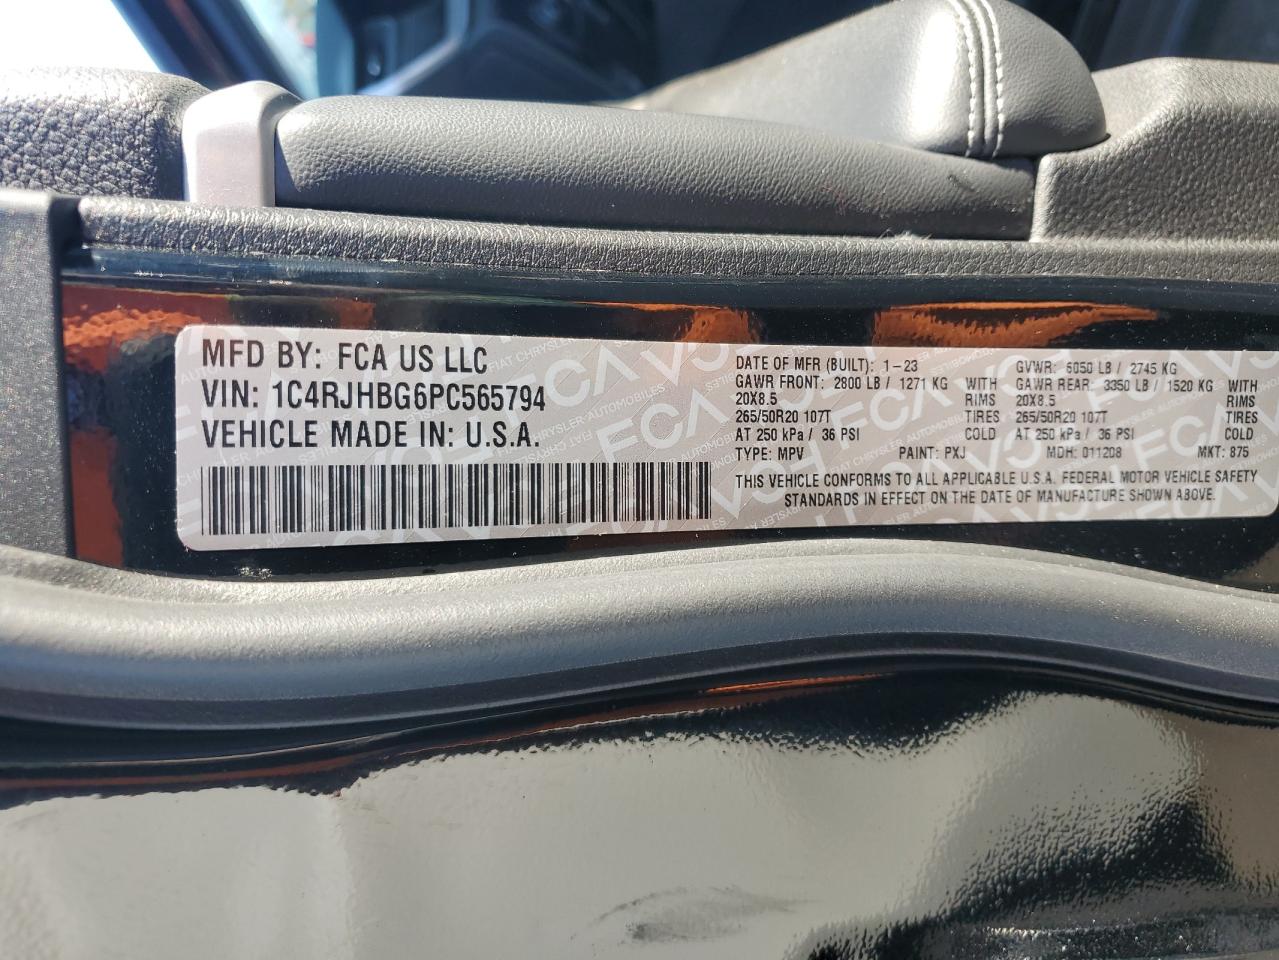 MFD BY: FCA US LLC
VIN: 1C4RJHBG6PC565794
VEHICLE MADE IN: U.S.A.
DATE OF MFR (BUILT): 1-23 GVWR: 6050 LB / 2745 KG
GAWR FRONT: 2800 LB / 1271 KG WITH GAWR REAR: 3350 LB / 1520 KG WITH
20X8.5 RIMS 20X8.5 RIMS
265/50R20 107T TIRES 265/50R20 107T TIRES
AT 250 kPa / 36 PSI COLD AT 250 kPa / 36 PSI COLD
TYPE: MPV PAINT: PXJ MDH: 011208 MKT: 875
THIS VEHICLE CONFORMS TO ALL APPLICABLE U.S.A. FEDERAL MOTOR VEHICLE SAFETY
STANDARDS IN EFFECT ON THE DATE OF MANUFACTURE SHOWN ABOVE.